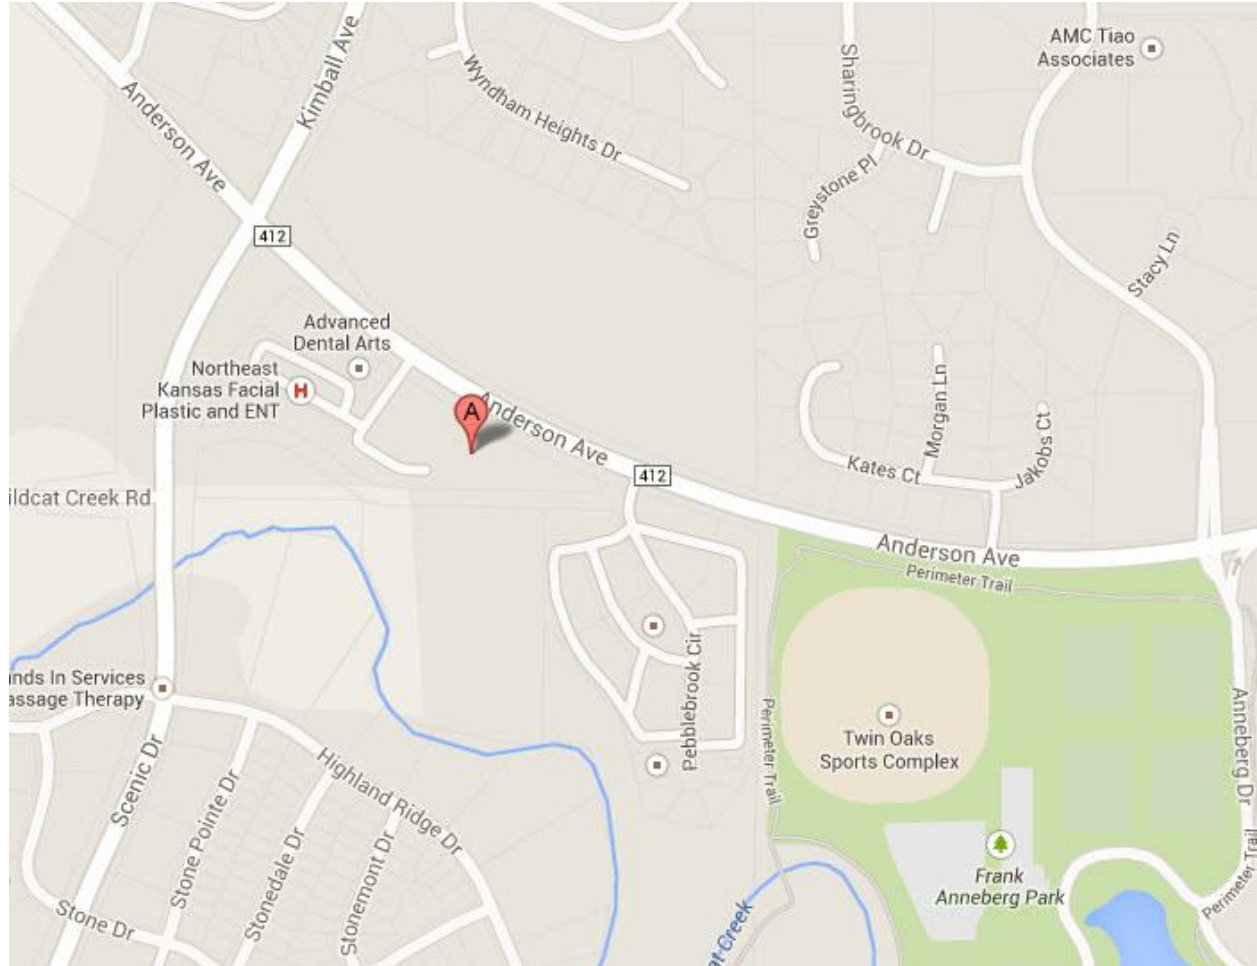 Kimball Ave
Anderson Ave
Wyndham Heights Dr
Sharingbrook Dr
AMC Tiao
Associates
Greystone Pl
412
Stacy Ln
Advanced
Dental Arts
Northeast
Kansas Facial
Plastic and ENT
H
A
Anderson Ave
412
Morgan Ln
Kates Ct
Jakobs Ct
ildcat Creek Rd
Anderson Ave
Perimeter Trail
Pebblebrook Cir
Perimeter Trail
Twin Oaks
Sports Complex
Anneberg Dr
ands In Services
assage Therapy
Scenic Dr
Highland Ridge Dr
Stone Pointe Dr
Stonedale Dr
Stonemont Dr
Stone Dr
Frank
Anneberg Park
Perimeter Trail
at Creek